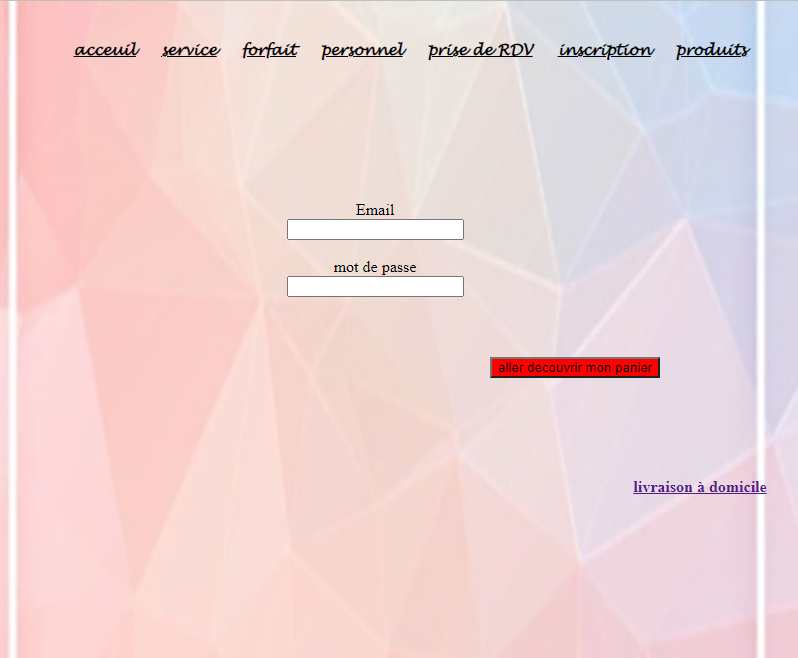 acceuil service forfait personnel prise de RDV inscription produits
Email
mot de passe
aller decouvrir mon panier
livraison à domicile